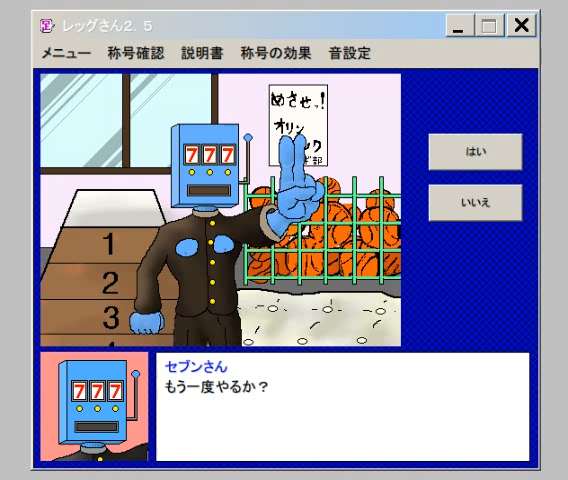 レッグさん2.5
メニュー 称号確認 説明書 称号の効果 音設定
めさせっ!
オリン
ック
777
はい
いいえ
1
2
3
777
セブンさん
もう一度やるか?